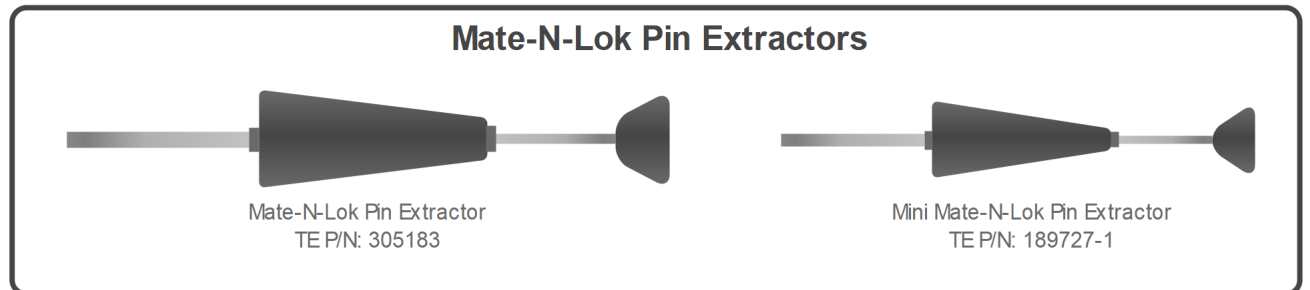 Mate-N-Lok Pin Extractors
Mate-N-Lok Pin Extractor
TE P/N: 305183
Mini Mate-N-Lok Pin Extractor
TE P/N: 189727-1